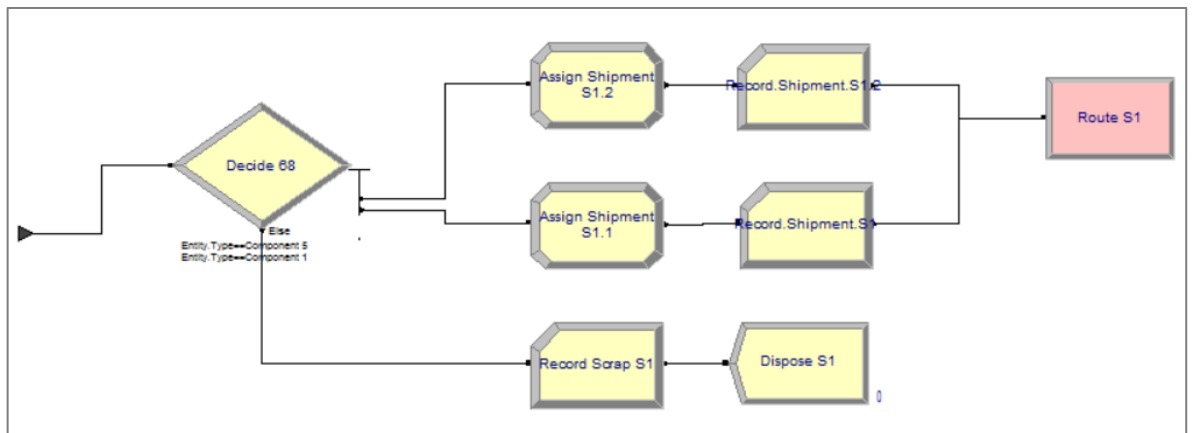 Assign Shipment
S1.2
Record.Shipment.S1.2
Route S1
Decide 68
Else
Entity.Type==Component 5
Entity.Type==Component 1
Assign Shipment
S1.1
Record.Shipment.S1
Record Scrap S1
Dispose S1
0